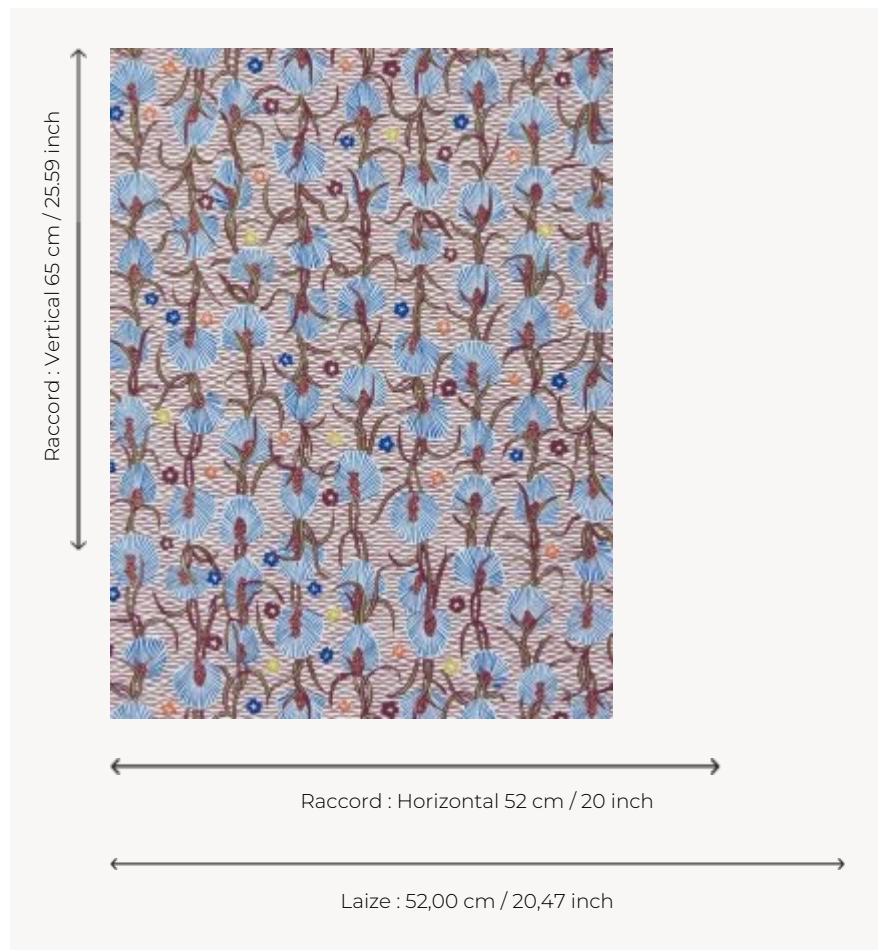 Raccord : Vertical 65 cm / 25.59 inch
Raccord : Horizontal 52 cm / 20 inch
Laize : 52,00 cm / 20,47 inch